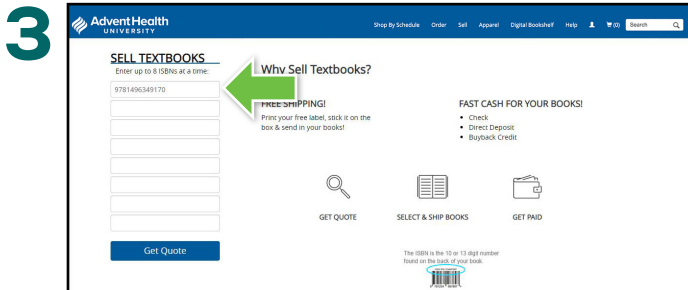 3
AdventHealth
UNIVERSITY
Shop By Schedule Order Sell Apparel Digital Bookshelf Help (0) Search
SELL TEXTBOOKS
Enter up to 8 ISBNs at a time:
9781496349170
Get Quote
Why Sell Textbooks?
FREE SHIPPING!
Print your free label, stick it on the
box & send in your books!
FAST CASH FOR YOUR BOOKS!
• Check
• Direct Deposit
• Buyback Credit
GET QUOTE
SELECT & SHIP BOOKS
GET PAID
The ISBN is the 10 or 13 digit number
found on the back of your book.